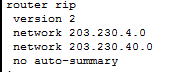 router rip
version 2
network 203.230.4.0
network 203.230.40.0
no auto-summary